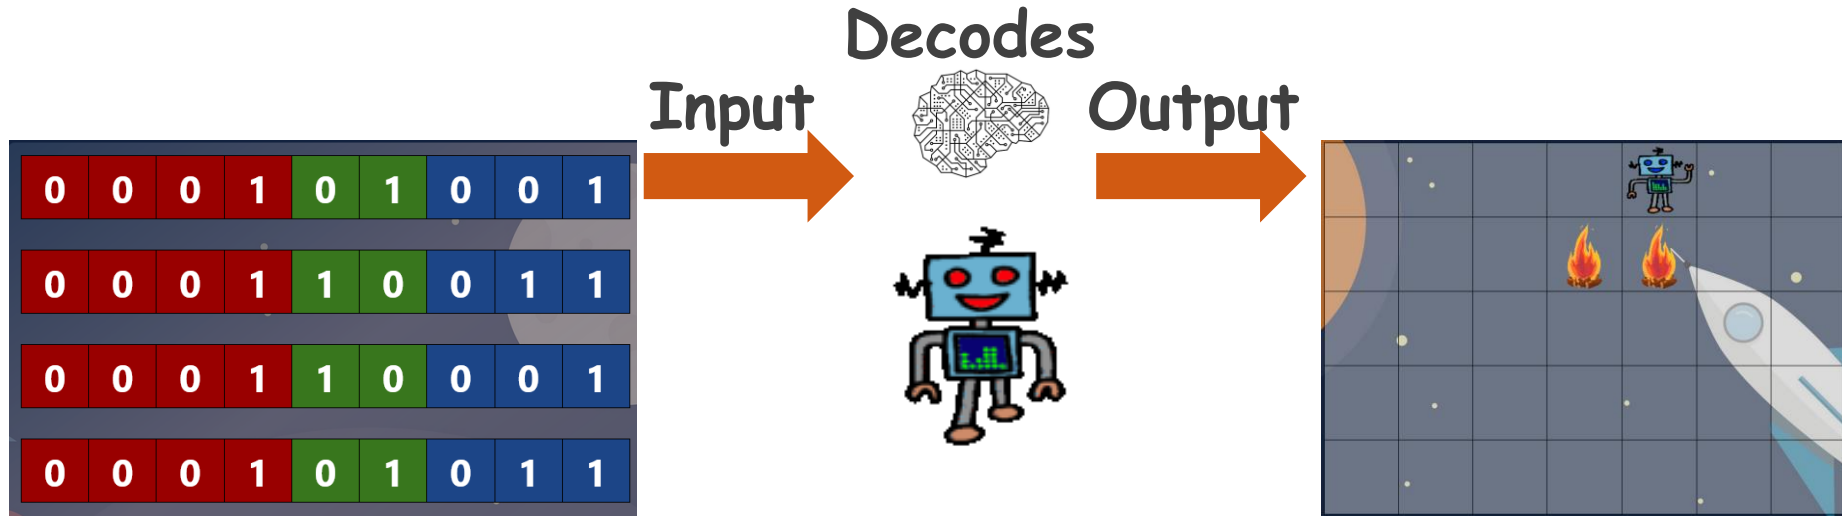 Decodes
Input
Output
0 0 0 1 0 1 0 0 1
0 0 0 1 1 0 0 1 1
0 0 0 1 1 0 0 0 1
0 0 0 1 0 1 0 1 1